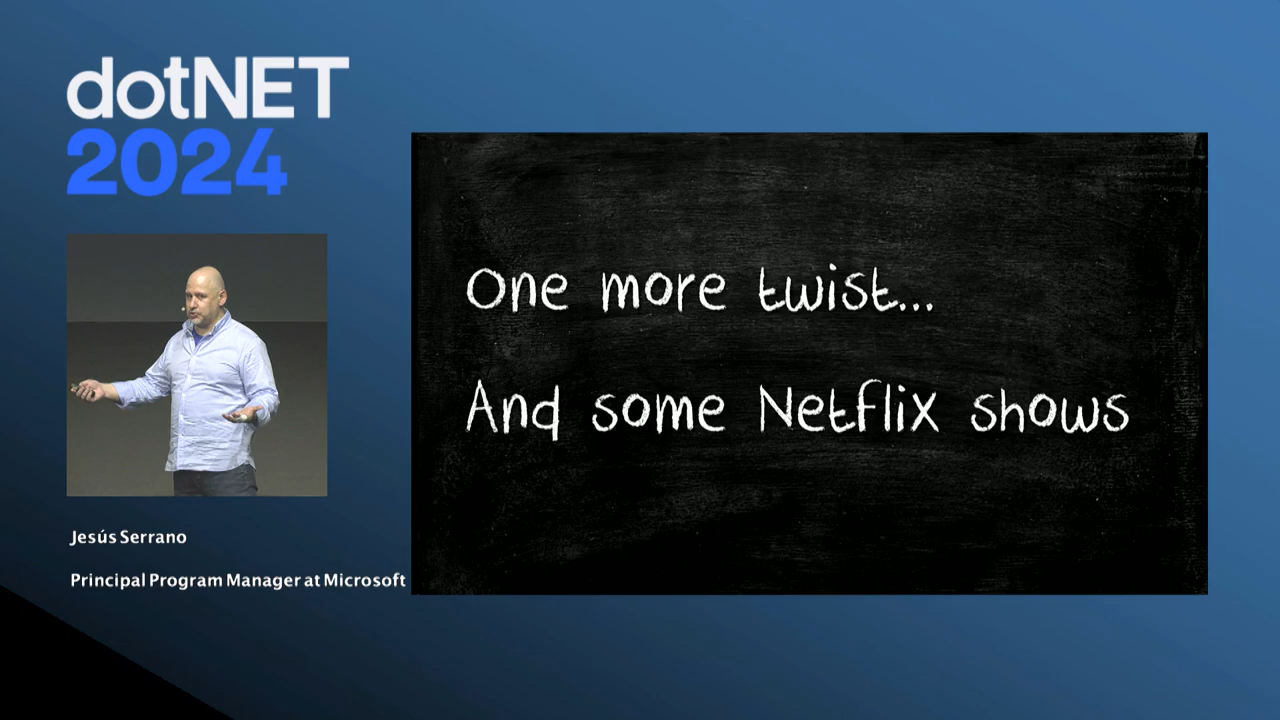 dotNET
2024
One more twist...
And some Netflix shows
Jesús Serrano
Principal Program Manager at Microsoft